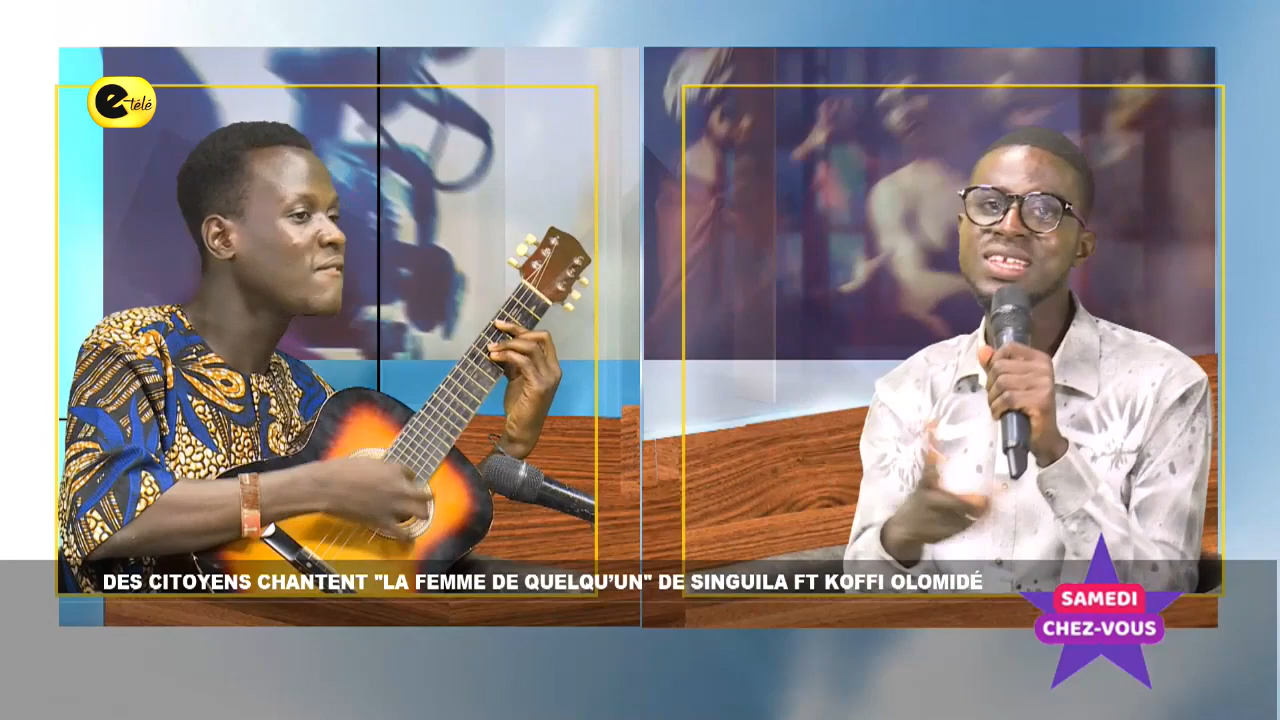 e-télé
DES CITOYENS CHANTENT "LA FEMME DE QUELQU’UN" DE SINGUILA FT KOFFI OLOMIDÉ
SAMEDI
CHEZ-VOUS